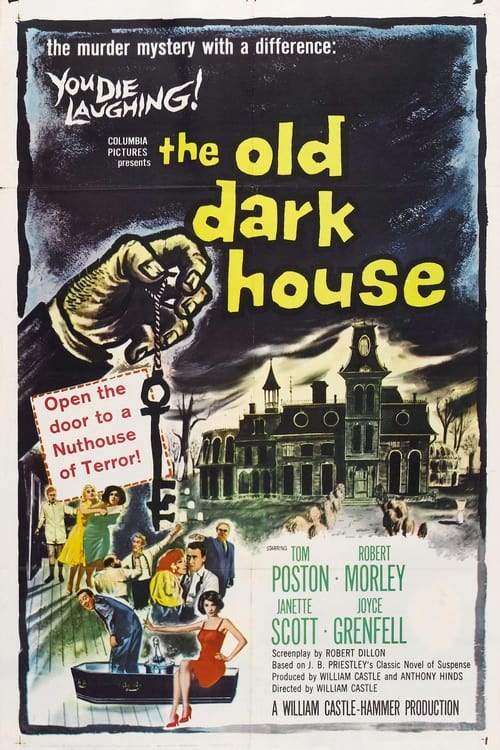 the murder mystery with a difference:
YOU DIE
LAUGHING!
COLUMBIA
PICTURES
presents
the old
dark
house
Open the
door to a
Nuthouse
of Terror!
STARRING TOM POSTON · ROBERT MORLEY
JANETTE SCOTT · JOYCE GRENFELL
Screenplay by ROBERT DILLON
Based on J. B. PRIESTLEY's Classic Novel of Suspense
Produced by WILLIAM CASTLE and ANTHONY HINDS
Directed by WILLIAM CASTLE
A WILLIAM CASTLE-HAMMER PRODUCTION